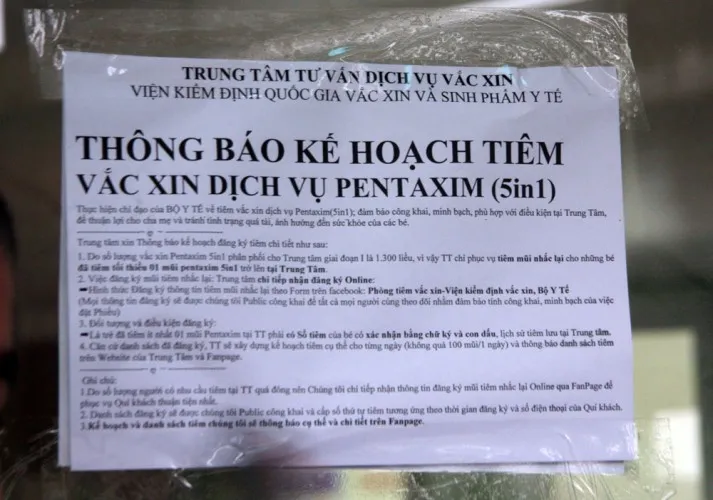 TRUNG TÂM TƯ VẤN DỊCH VỤ VẮC XIN
VIỆN KIỂM ĐỊNH QUỐC GIA VẮC XIN VÀ SINH PHẨM Y TẾ
THÔNG BÁO KẾ HOẠCH TIÊM
VẮC XIN DỊCH VỤ PENTAXIM (5in1)
Thực hiện chỉ đạo của BỘ Y TẾ về tiêm vắc xin dịch vụ Pentaxim(5in1); đảm bảo công khai, minh bạch, phù hợp với điều kiện tại Trung Tâm,
để thuận lợi cho cha mẹ và tránh tình trạng quá tải, ảnh hưởng đến sức khỏe của các bé.
Trung tâm xin Thông báo kế hoạch đăng ký tiêm chi tiết như sau:
1. Do số lượng vắc xin Pentaxim 5in1 phân phối cho Trung tâm giai đoạn I là 1.300 liều, vì vậy TT chỉ phục vụ tiêm mũi nhắc lại cho những bé
đã tiêm tối thiểu 01 mũi pentaxim 5in1 trở lên tại Trung Tâm.
2. Việc đăng ký mũi tiêm nhắc lại: Trung tâm chỉ tiếp nhận đăng ký Online:
➡Hình thức: Đăng ký thông tin tiêm mũi nhắc lại theo Form trên facebook: Phòng tiêm vắc xin-Viện kiểm định vắc xin, Bộ Y Tế
(Mọi thông tin đăng ký sẽ được chúng tôi Public công khai để tất cả mọi người cùng theo dõi nhằm đảm bảo tính công khai, minh bạch của việc
đặt Phiếu)
3. Đối tượng và điều kiện đăng ký:
➡Là trẻ đã tiêm ít nhất 01 mũi Pentaxim tại TT phải có Sổ tiêm của bé có xác nhận bằng chữ ký và con dấu, lịch sử tiêm lưu tại Trung tâm.
4. Căn cứ danh sách đã đăng ký, TT sẽ xây dựng kế hoạch tiêm cụ thể cho từng ngày (không quá 100 mũi/1 ngày) và thông báo danh sách tiêm
trên Website của Trung Tâm và Fanpage.
Ghi chú:
1.Do số lượng người có nhu cầu tiêm tại TT quá đông nên Chúng tôi chỉ tiếp nhận thông tin đăng ký mũi tiêm nhắc lại Online qua FanPage để
phục vụ Quí khách thuận tiện nhất.
2. Danh sách đăng ký sẽ được chúng tôi Public công khai và cấp số thứ tự tiêm tương ứng theo thời gian đăng ký và số điện thoại của Quí khách.
3.Kế hoạch và danh sách tiêm chúng tôi sẽ thông báo cụ thể và chi tiết trên Fanpage.